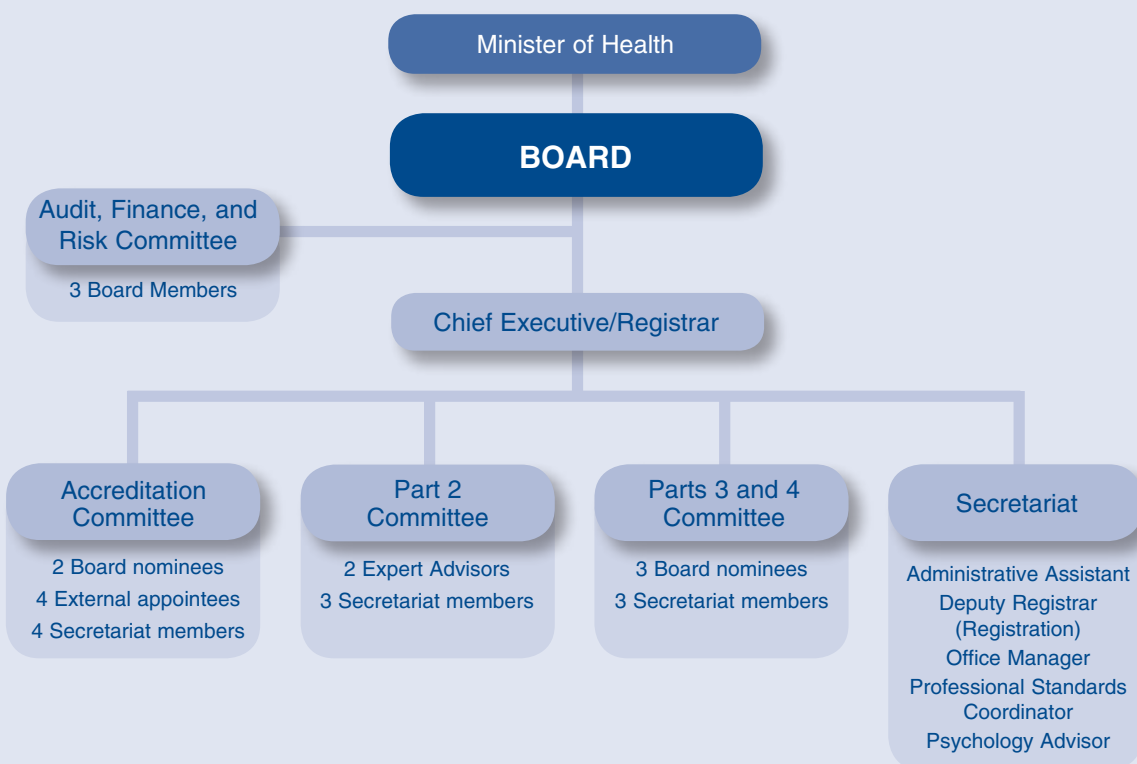 Minister of Health
BOARD
Audit, Finance, and
Risk Committee
3 Board Members
Chief Executive/Registrar
Accreditation
Committee
2 Board nominees
4 External appointees
4 Secretariat members
Part 2
Committee
2 Expert Advisors
3 Secretariat members
Parts 3 and 4
Committee
3 Board nominees
3 Secretariat members
Secretariat
Administrative Assistant
Deputy Registrar
(Registration)
Office Manager
Professional Standards
Coordinator
Psychology Advisor